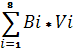 8
∑ Bi * Vi
i=1